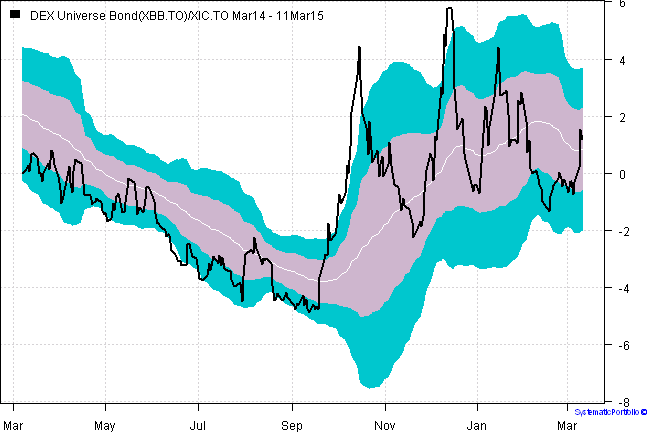 DEX Universe Bond(XBB.TO)/XIC.TO Mar14 - 11Mar15
6
4
2
0
-2
-4
-6
-8
Mar May Jul Sep Nov Jan Mar
SystematicPortfolio ©